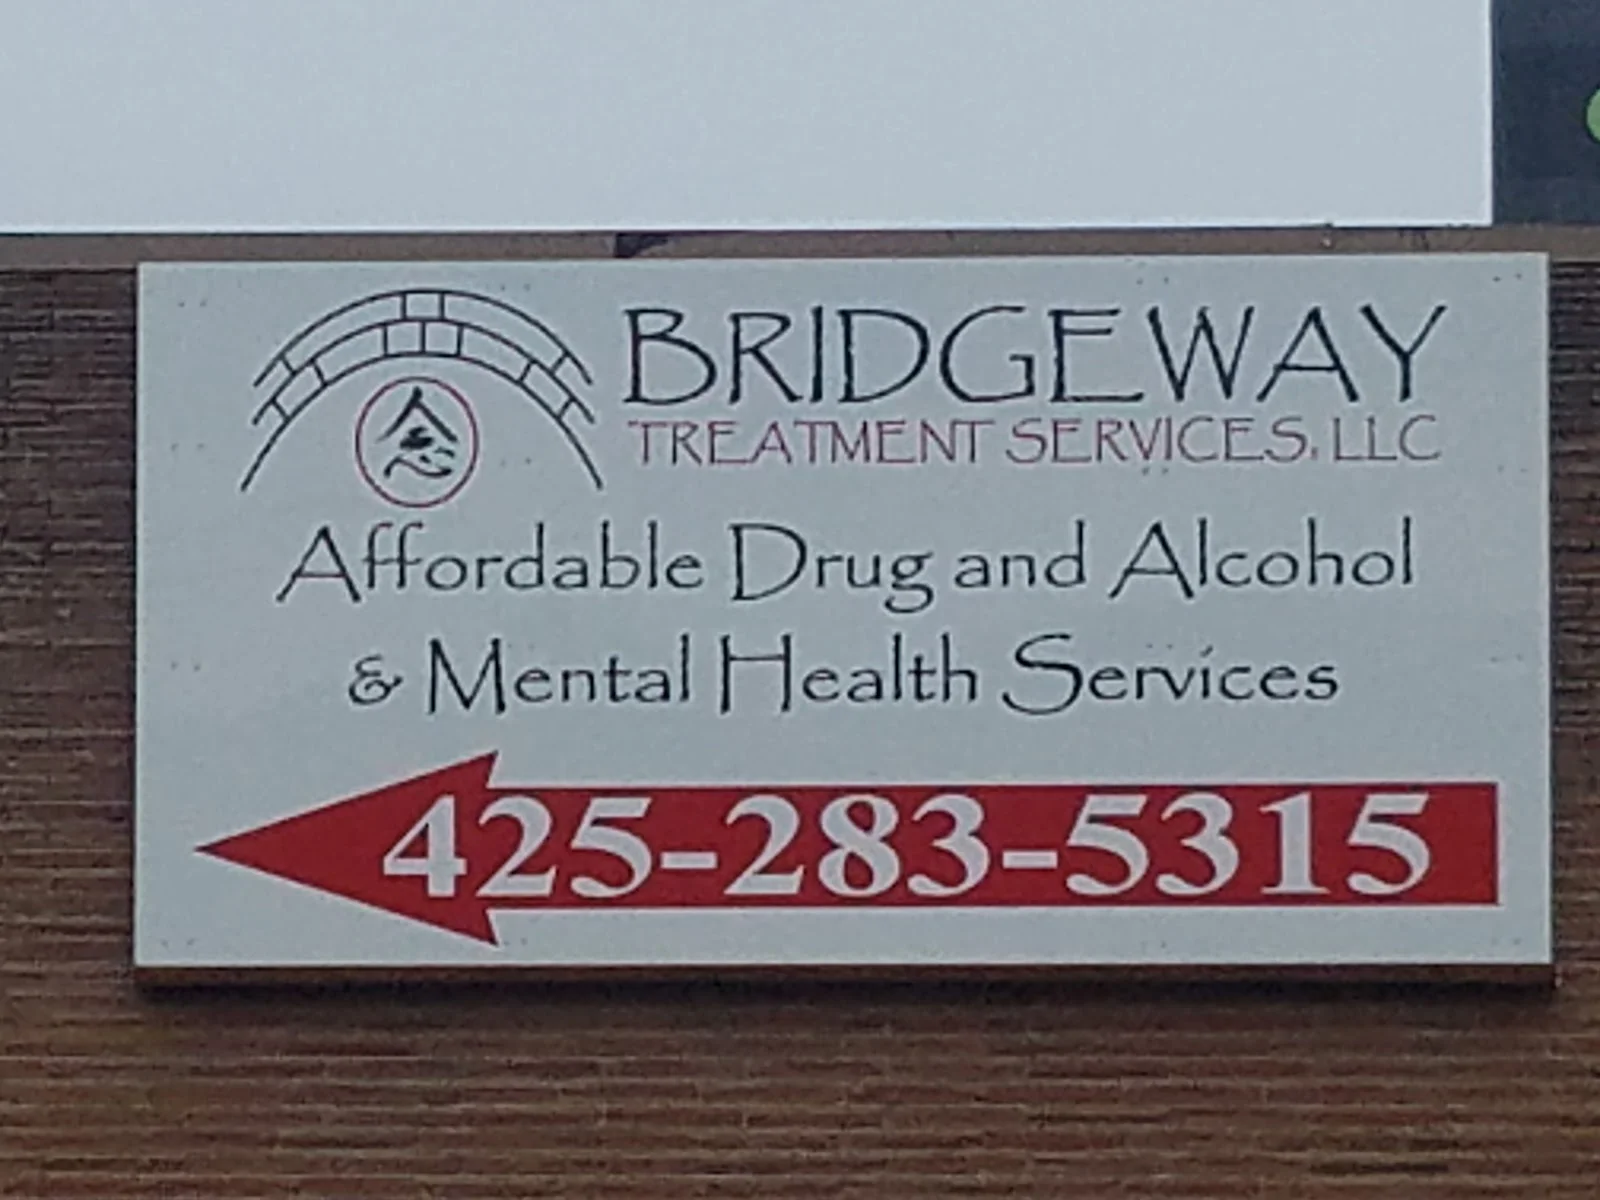 BRIDGEWAY
TREATMENT SERVICES, LLC
Affordable Drug and Alcohol
& Mental Health Services
425-283-5315